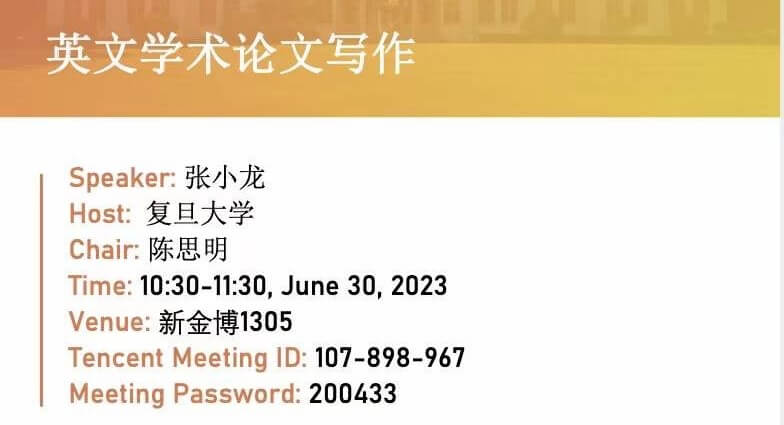 英文学术论文写作
Speaker: 张小龙
Host: 复旦大学
Chair: 陈思明
Time: 10:30-11:30, June 30, 2023
Venue: 新金博1305
Tencent Meeting ID: 107-898-967
Meeting Password: 200433